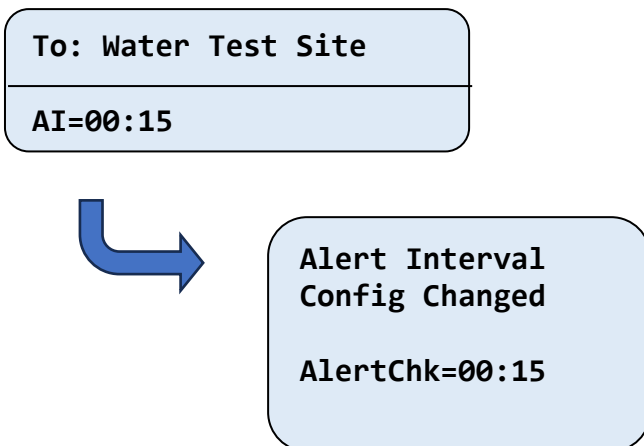 To: Water Test Site
AI=00:15
Alert Interval
Config Changed
AlertChk=00:15